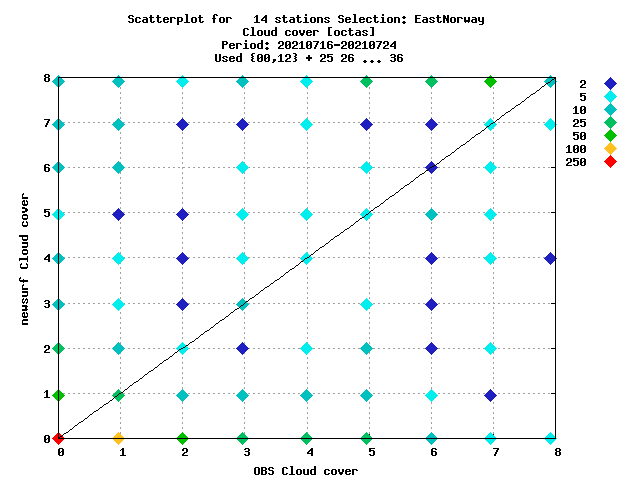 Scatterplot for   14 stations Selection: EastNorway
Cloud cover [octas]
Period: 20210716-20210724
Used {00,12} + 25 26 ... 36
8
7
6
5
4
3
2
1
0
newsurf Cloud cover
0 1 2 3 4 5 6 7 8
OBS Cloud cover
2
5
10
25
50
100
250